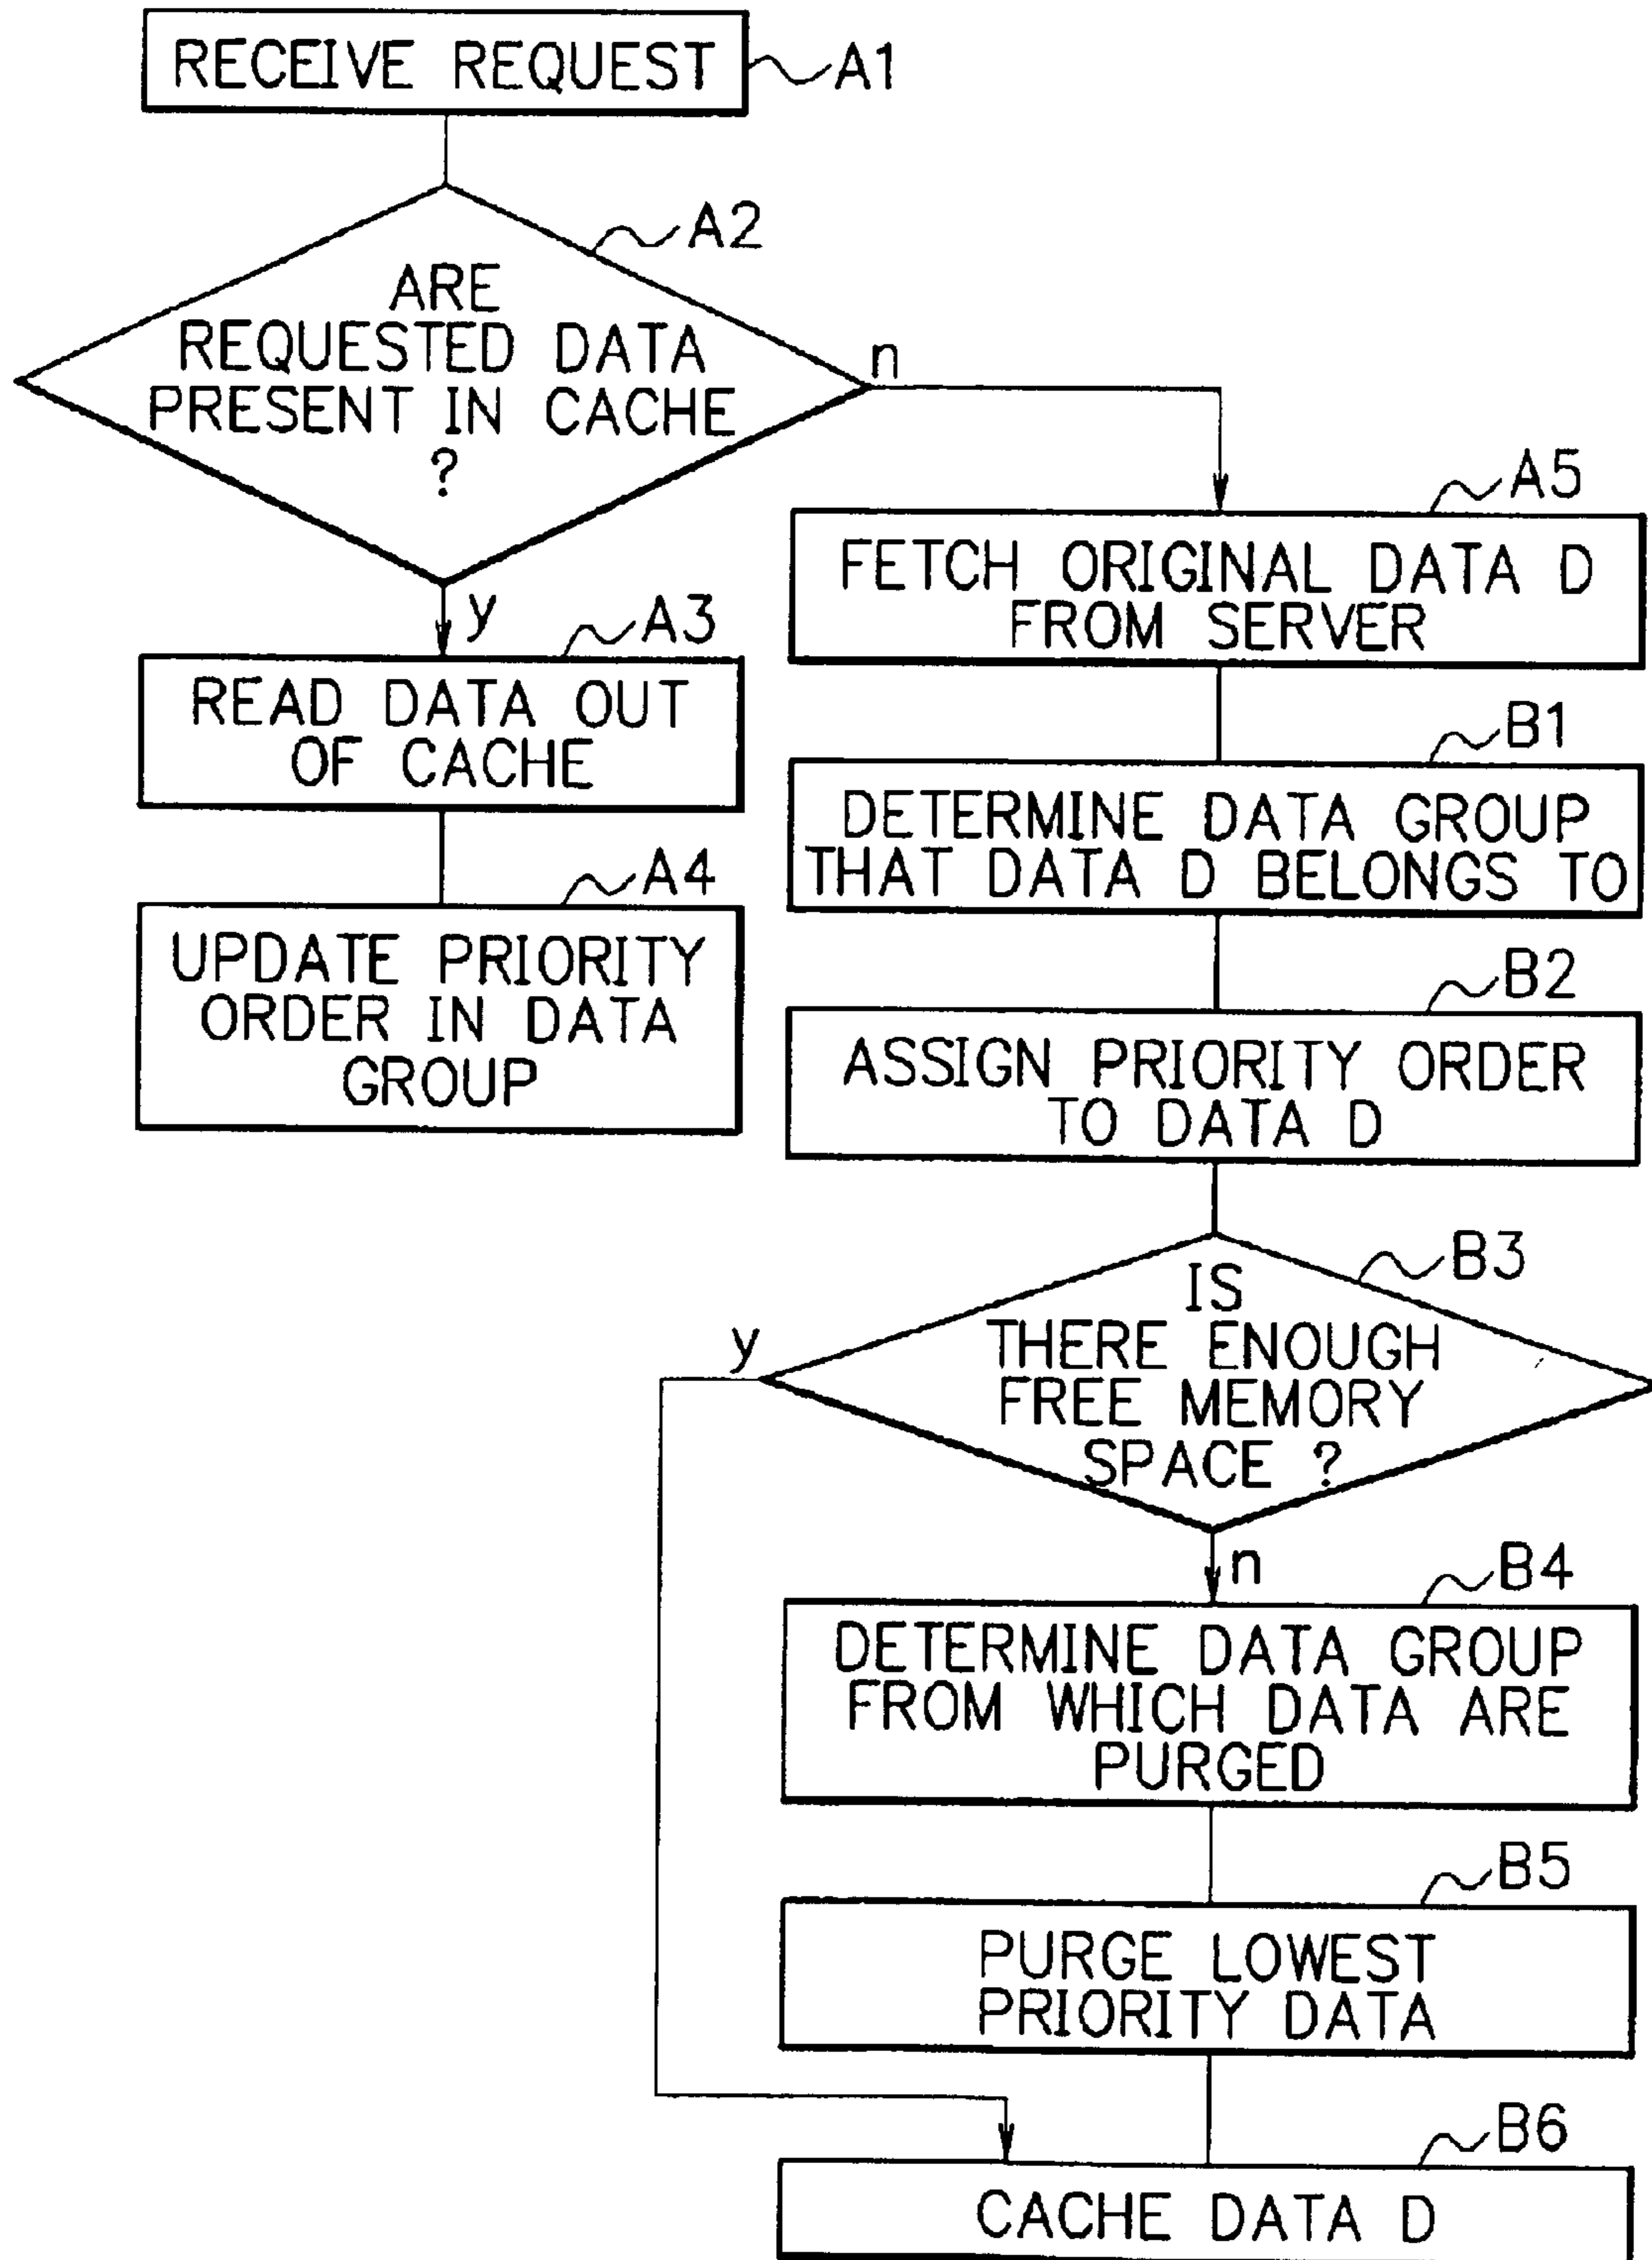 RECEIVE REQUEST
A1
A2
ARE
REQUESTED DATA
PRESENT IN CACHE
?
n
y
A3
READ DATA OUT
OF CACHE
A4
UPDATE PRIORITY
ORDER IN DATA
GROUP
A5
FETCH ORIGINAL DATA D
FROM SERVER
B1
DETERMINE DATA GROUP
THAT DATA D BELONGS TO
B2
ASSIGN PRIORITY ORDER
TO DATA D
B3
IS
THERE ENOUGH
FREE MEMORY
SPACE ?
y
n
B4
DETERMINE DATA GROUP
FROM WHICH DATA ARE
PURGED
B5
PURGE LOWEST
PRIORITY DATA
B6
CACHE DATA D